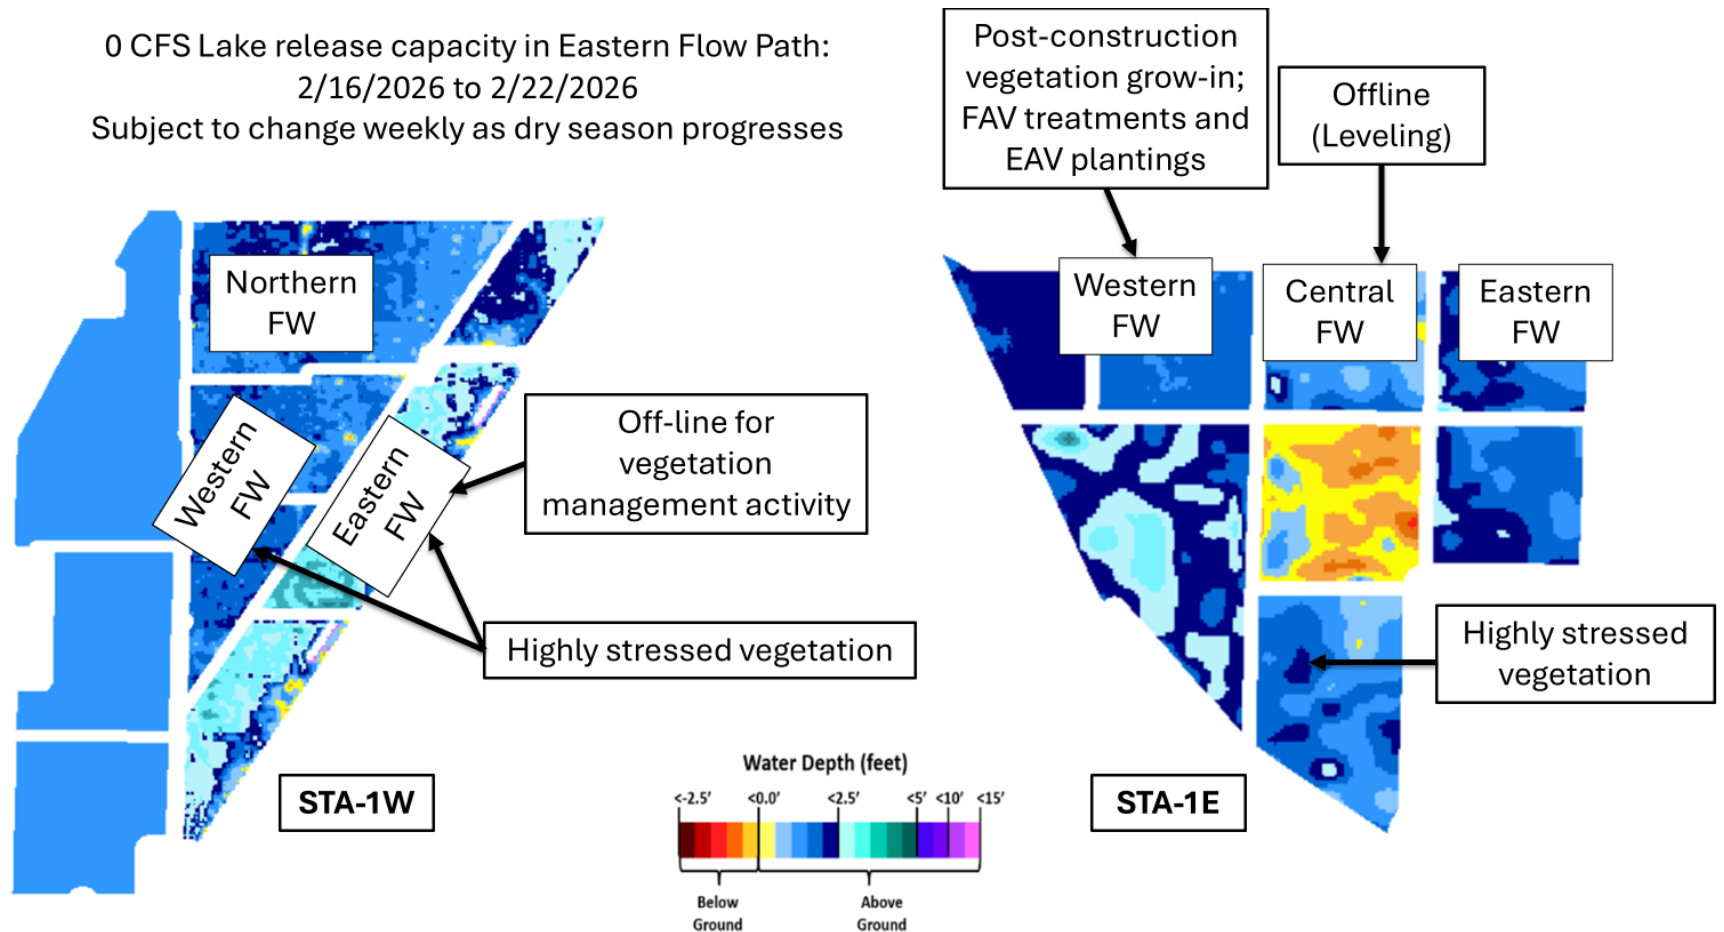 0 CFS Lake release capacity in Eastern Flow Path:
2/16/2026 to 2/22/2026
Subject to change weekly as dry season progresses
Post-construction
vegetation grow-in;
FAV treatments and
EAV plantings
Offline
(Leveling)
Northern
FW
Western
FW
Central
FW
Eastern
FW
Western
FW
Eastern
FW
Off-line for
vegetation
management activity
Highly stressed vegetation
Highly stressed
vegetation
STA-1W
STA-1E
Water Depth (feet)
<-2.5' <0.0' <2.5' <5' <10' <15'
Below
Ground
Above
Ground